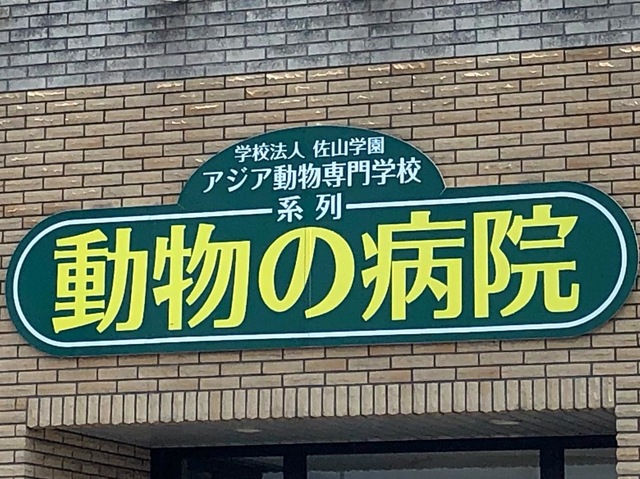 学校法人 佐山学園
アジア動物専門学校
系列
動物の病院